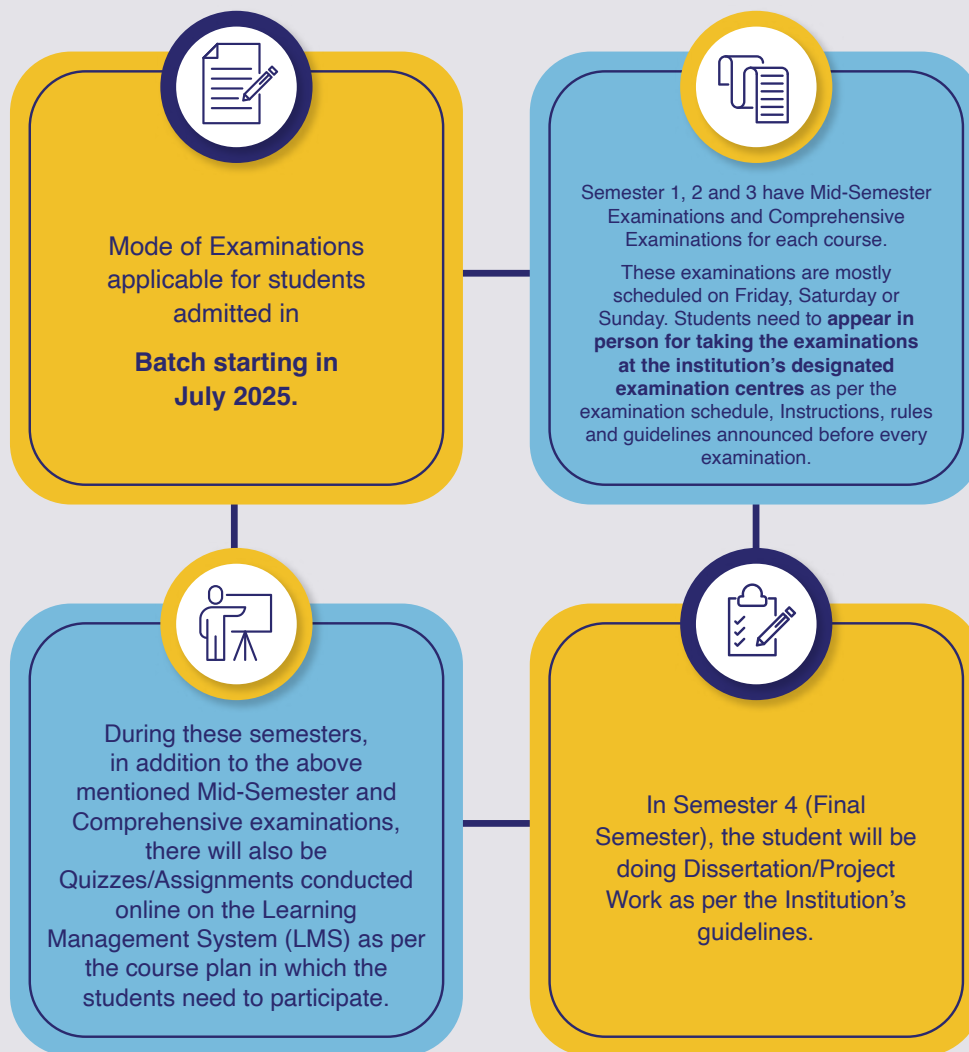 Mode of Examinations
applicable for students
admitted in
Batch starting in
July 2025.
Semester 1, 2 and 3 have Mid-Semester
Examinations and Comprehensive
Examinations for each course.
These examinations are mostly
scheduled on Friday, Saturday or
Sunday. Students need to appear in
person for taking the examinations
at the institution’s designated
examination centres as per the
examination schedule, Instructions, rules
and guidelines announced before every
examination.
During these semesters,
in addition to the above
mentioned Mid-Semester and
Comprehensive examinations,
there will also be
Quizzes/Assignments conducted
online on the Learning
Management System (LMS) as per
the course plan in which the
students need to participate.
In Semester 4 (Final
Semester), the student will be
doing Dissertation/Project
Work as per the Institution’s
guidelines.